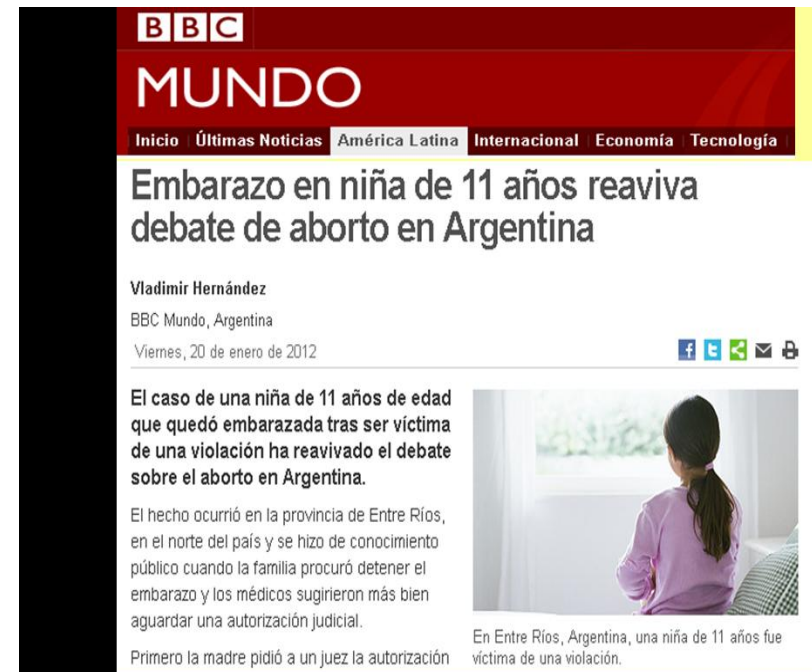 BBC
MUNDO
Inicio Últimas Noticias América Latina Internacional Economía Tecnología
Embarazo en niña de 11 años reaviva
debate de aborto en Argentina
Vladimir Hernández
BBC Mundo, Argentina
Viernes, 20 de enero de 2012
El caso de una niña de 11 años de edad
que quedó embarazada tras ser víctima
de una violación ha reavivado el debate
sobre el aborto en Argentina.
El hecho ocurrió en la provincia de Entre Ríos,
en el norte del país y se hizo de conocimiento
público cuando la familia procuró detener el
embarazo y los médicos sugirieron más bien
aguardar una autorización judicial.
Primero la madre pidió a un juez la autorización
En Entre Ríos, Argentina, una niña de 11 años fue
víctima de una violación.